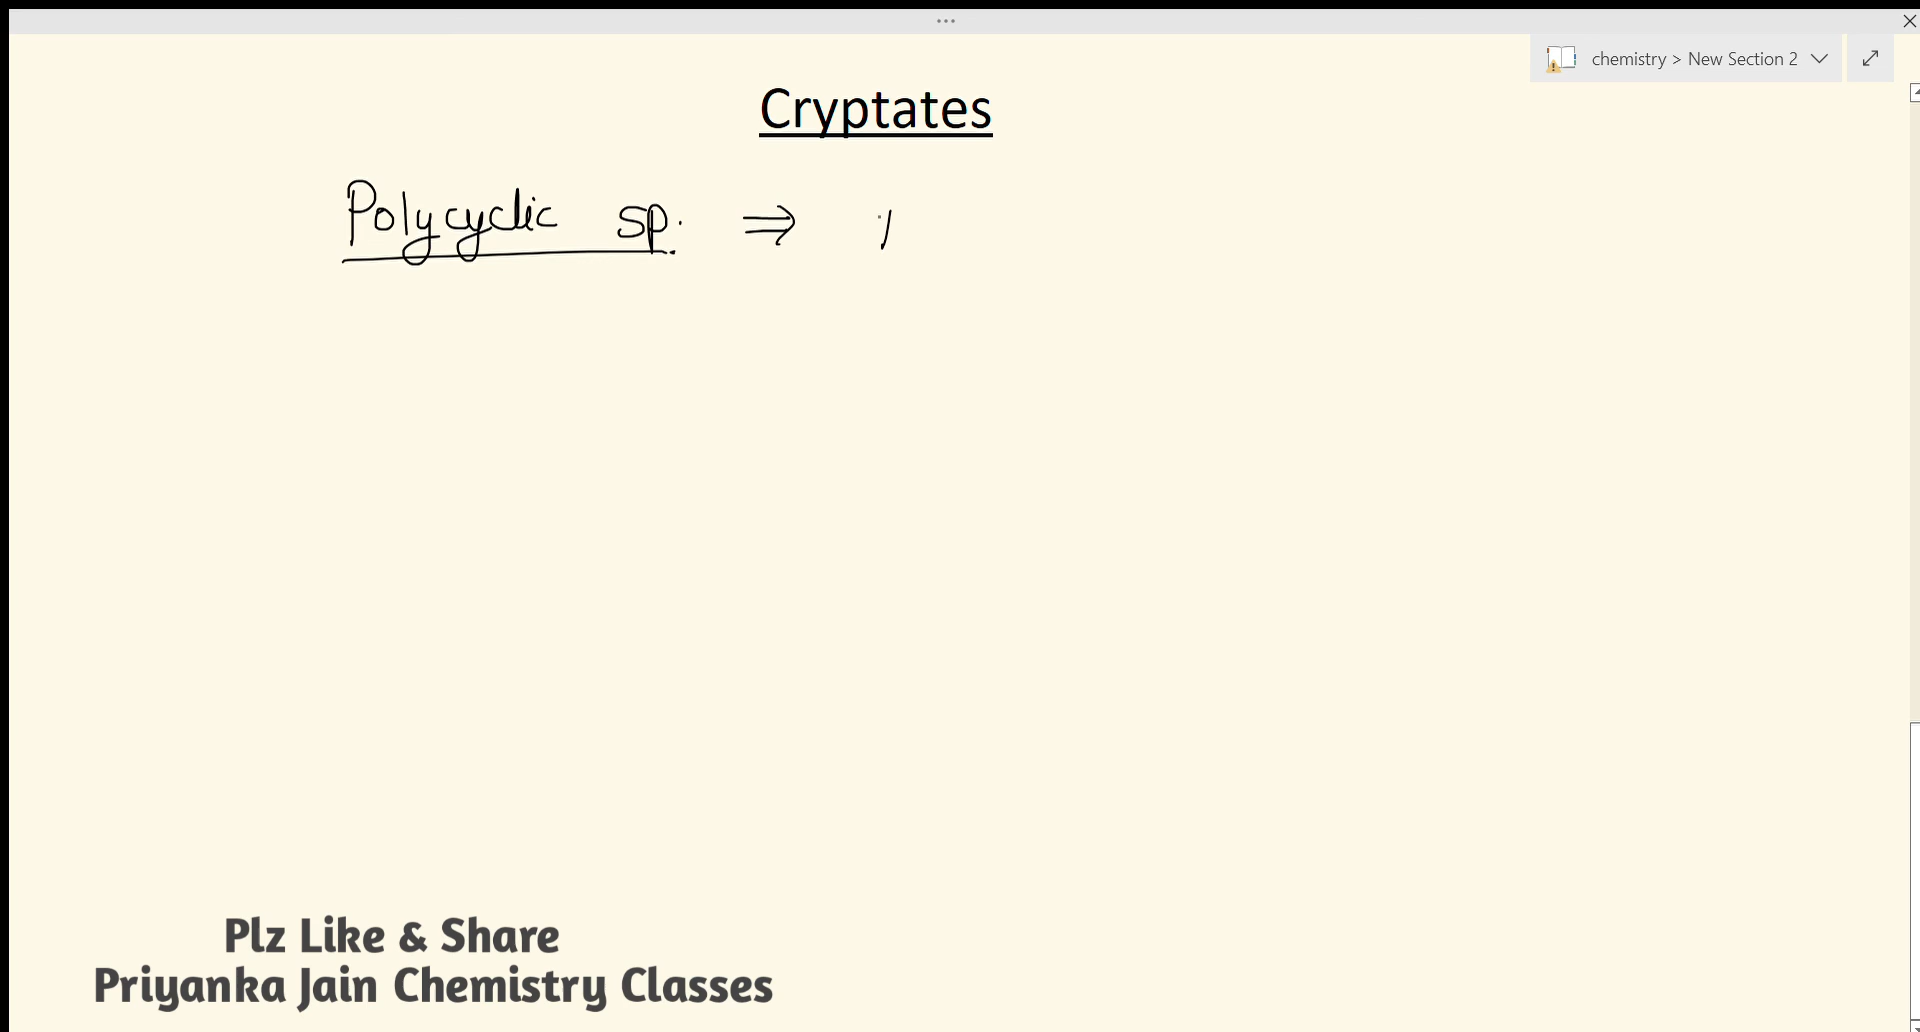 chemistry > New Section 2
Cryptates
Polycyclic sp. ⇒
Plz Like & Share
Priyanka Jain Chemistry Classes